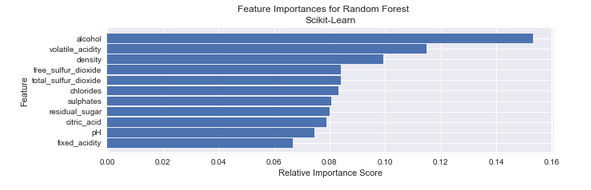 Feature Importances for Random Forest
Scikit-Learn
alcohol
volatile_acidity
density
free_sulfur_dioxide
total_sulfur_dioxide
chlorides
sulphates
residual_sugar
citric_acid
pH
fixed_acidity
Feature
0.00 0.02 0.04 0.06 0.08 0.10 0.12 0.14 0.16
Relative Importance Score